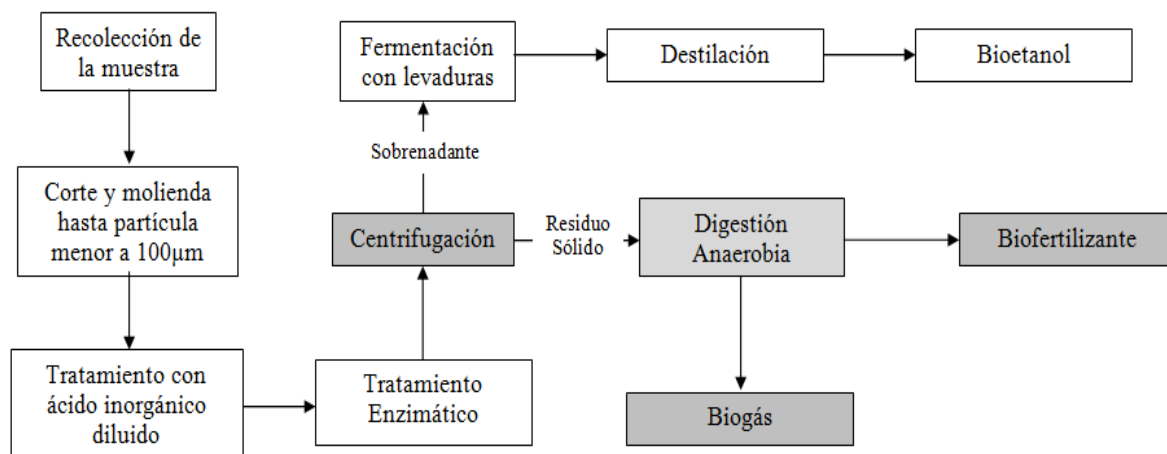 Recolección de
la muestra
Corte y molienda
hasta partícula
menor a 100µm
Tratamiento con
ácido inorgánico
diluido
Tratamiento
Enzimático
Centrifugación
Sobrenadante
Fermentación
con levaduras
Destilación
Bioetanol
Residuo
Sólido
Digestión
Anaerobia
Biofertilizante
Biogás